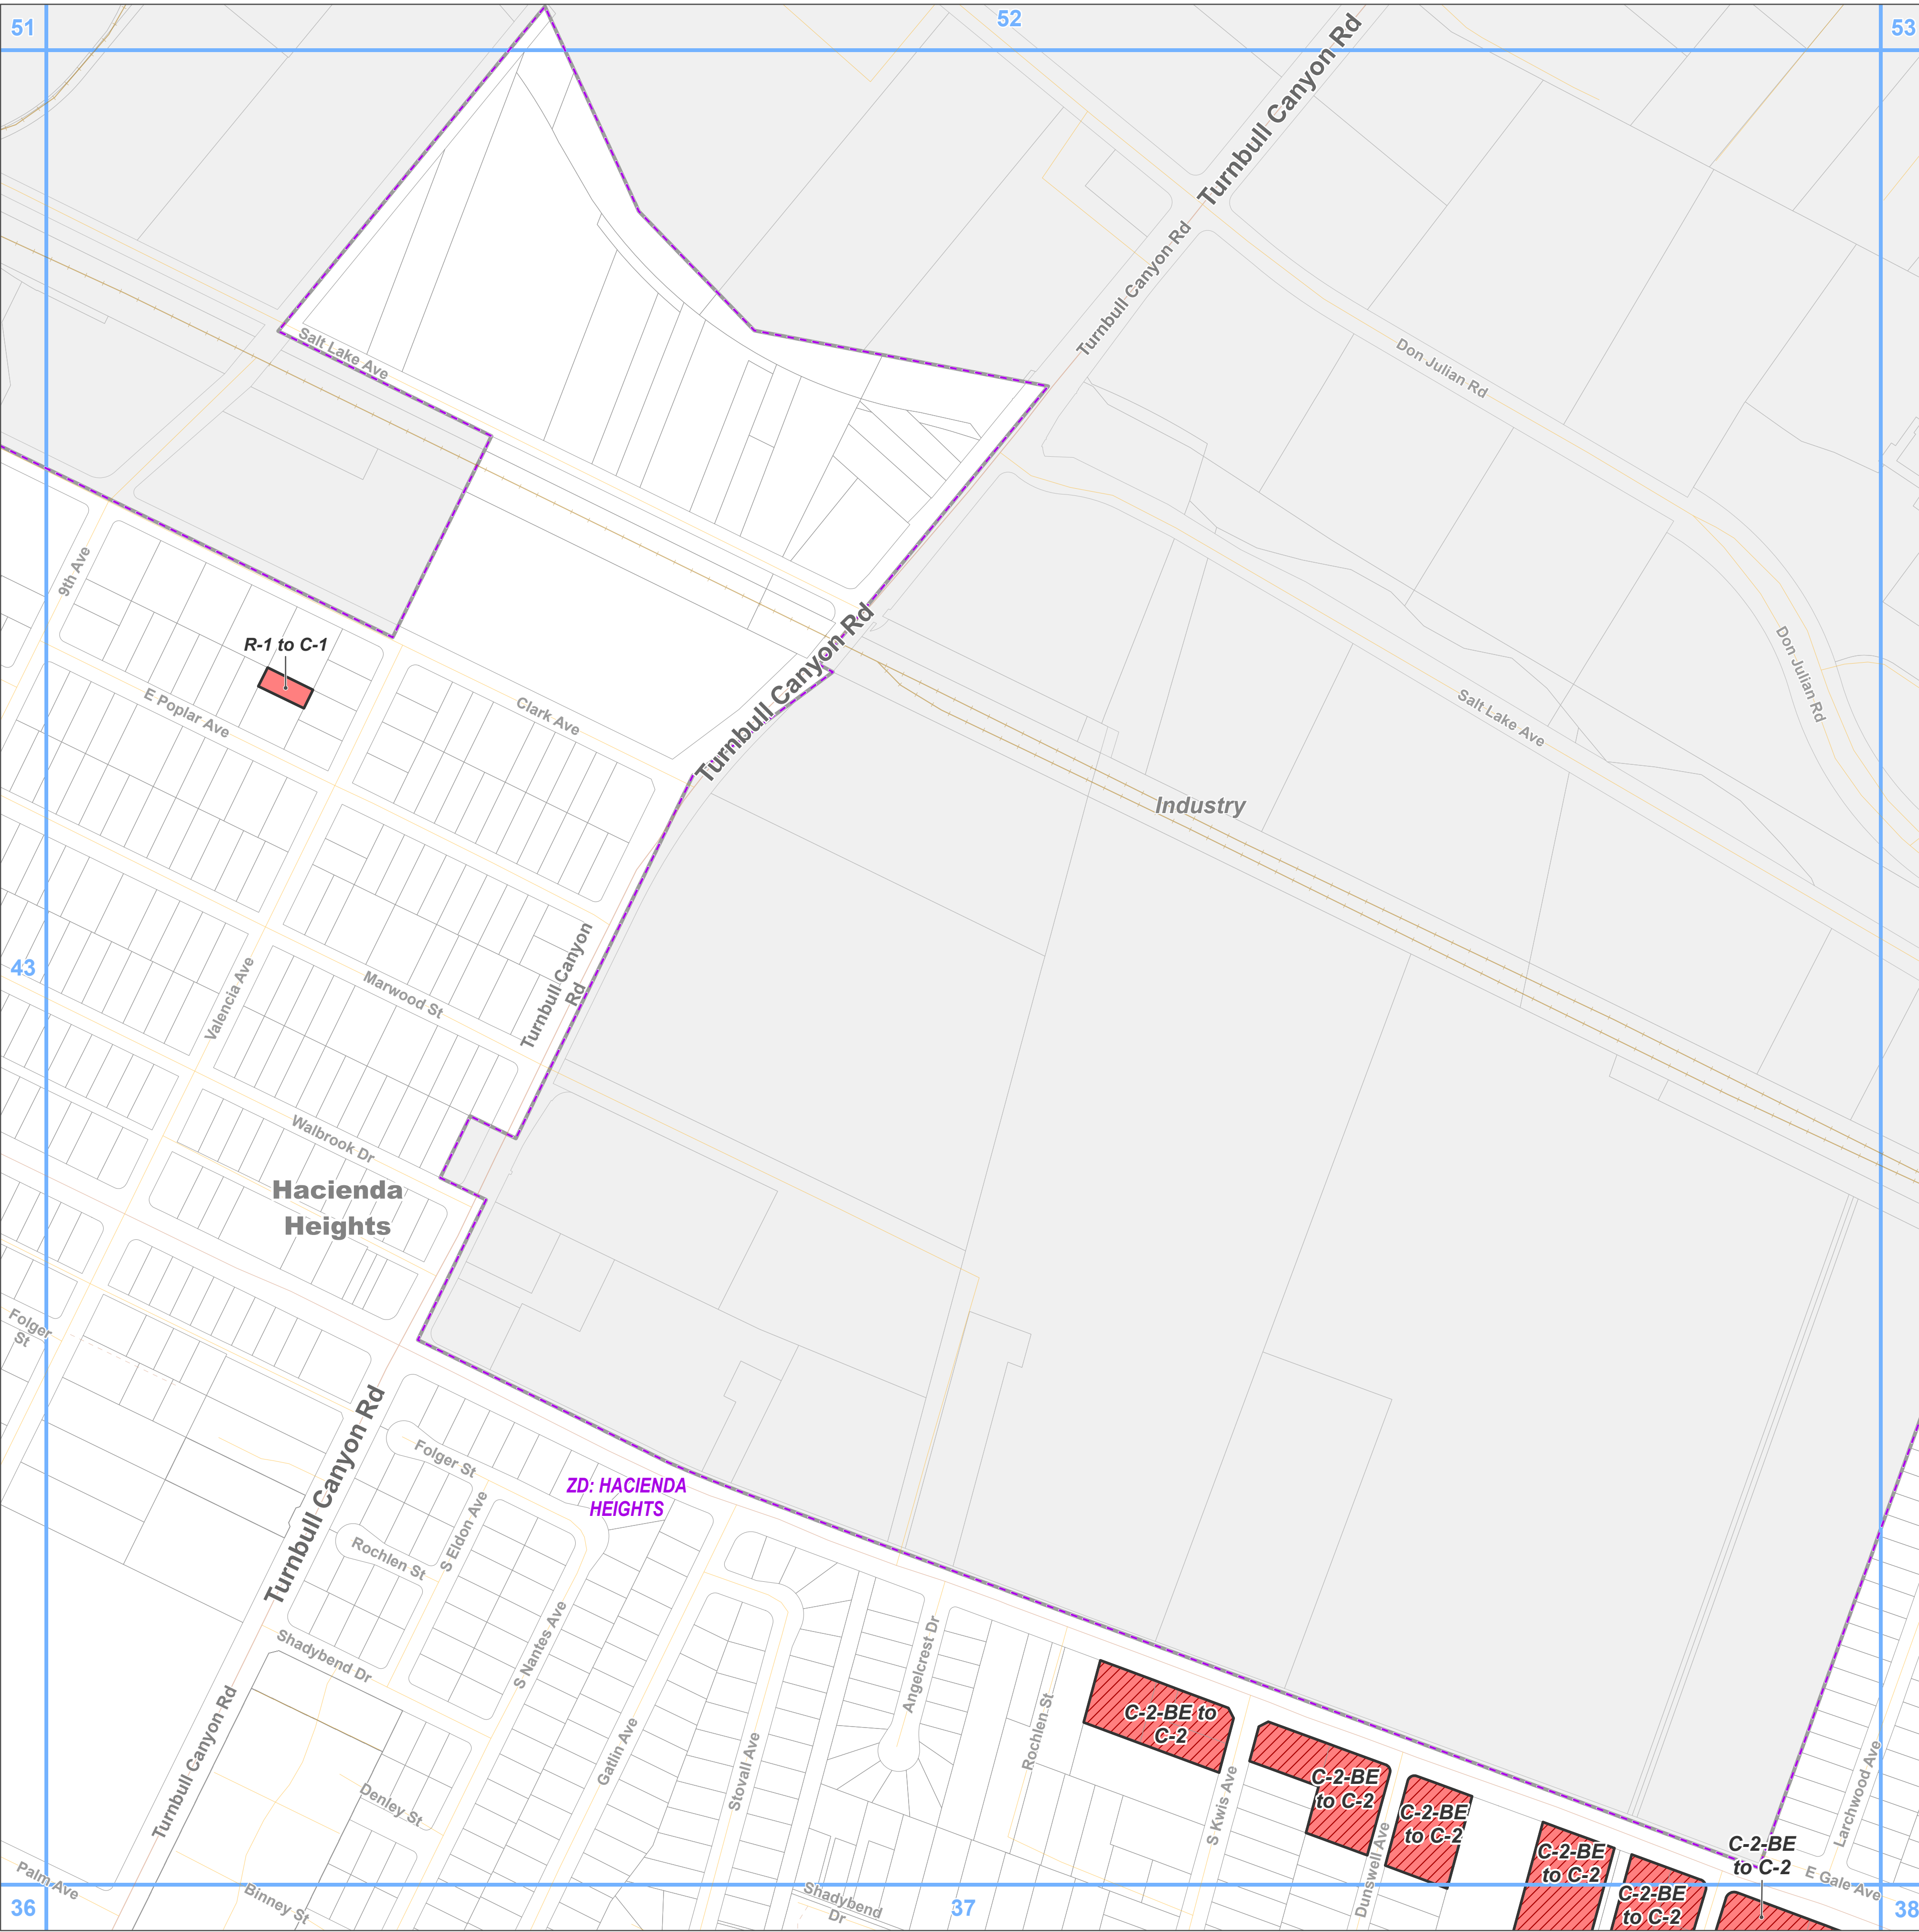 51
52
53
Turnbull Canyon Rd
Turnbull Canyon Rd
Salt Lake Ave
Don Julian Rd
9th Ave
R-1 to C-1
Turnbull Canyon Rd
Don Julian Rd
E Poplar Ave
Clark Ave
Salt Lake Ave
Industry
43
Valencia Ave
Marwood St
Turnbull Canyon
Rd
Walbrook Dr
Hacienda
Heights
Folger
St
Turnbull Canyon Rd
Folger St
ZD: HACIENDA
HEIGHTS
S Eldon Ave
Rochlen St
Shadybend Dr
S Nantes Ave
Angelcrest Dr
Turnbull Canyon Rd
Gatlin Ave
Stovall Ave
Rochlen St
C-2-BE to
C-2
S Kwis Ave
C-2-BE
to C-2
Dunswell Ave
C-2-BE
to C-2
Larchwood Ave
C-2-BE
to C-2
C-2-BE
to C-2
C-2-BE
to C-2
E Gale Ave
Denley St
Palm Ave
Binney St
Shadybend
Dr
36
37
38